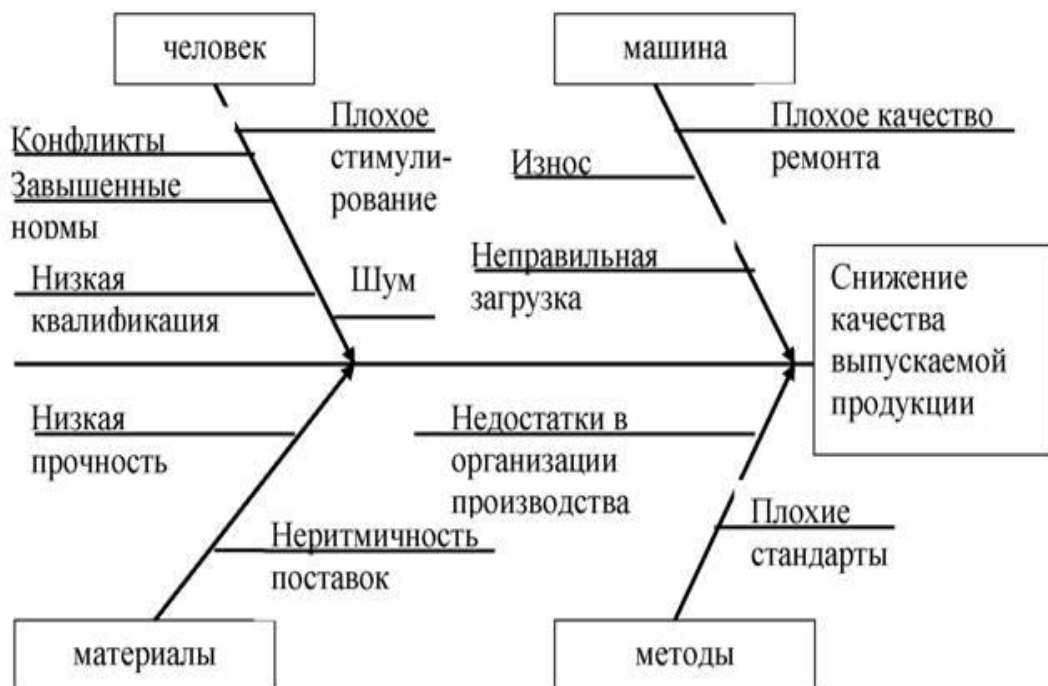 человек
машина
Конфликты
Завышенные
нормы
Плохое
стимули-
рование
Низкая
квалификация
Шум
Износ
Плохое качество
ремонта
Неправильная
загрузка
Снижение
качества
выпускаемой
продукции
Низкая
прочность
Неритмичность
поставок
Недостатки в
организации
производства
Плохие
стандарты
материалы
методы